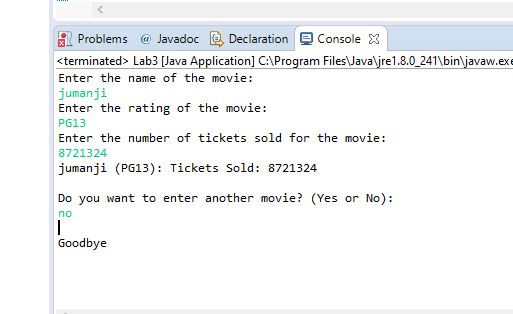 Problems @ Javadoc Declaration Console
<terminated> Lab3 [Java Application] C:\Program Files\Java\jre1.8.0_241\bin\javaw.exe
Enter the name of the movie:
jumanji
Enter the rating of the movie:
PG13
Enter the number of tickets sold for the movie:
8721324
jumanji (PG13): Tickets Sold: 8721324
Do you want to enter another movie? (Yes or No):
no
Goodbye